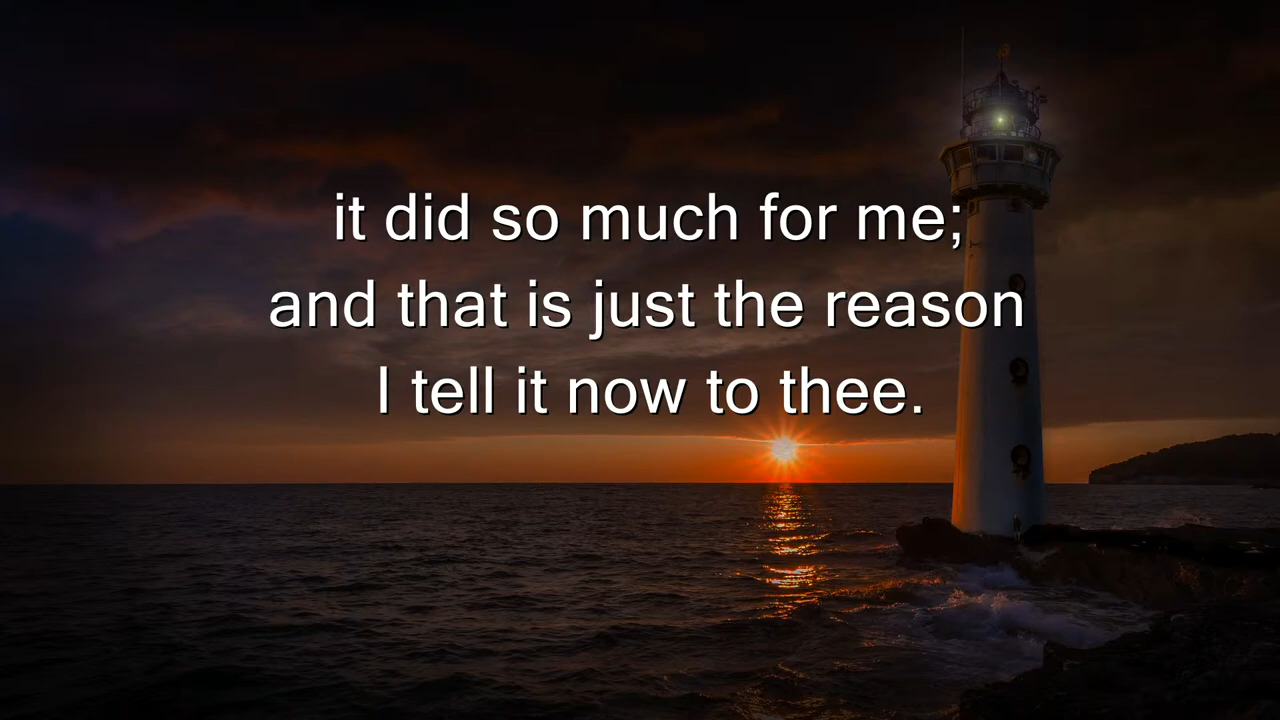 it did so much for me;
and that is just the reason
I tell it now to thee.